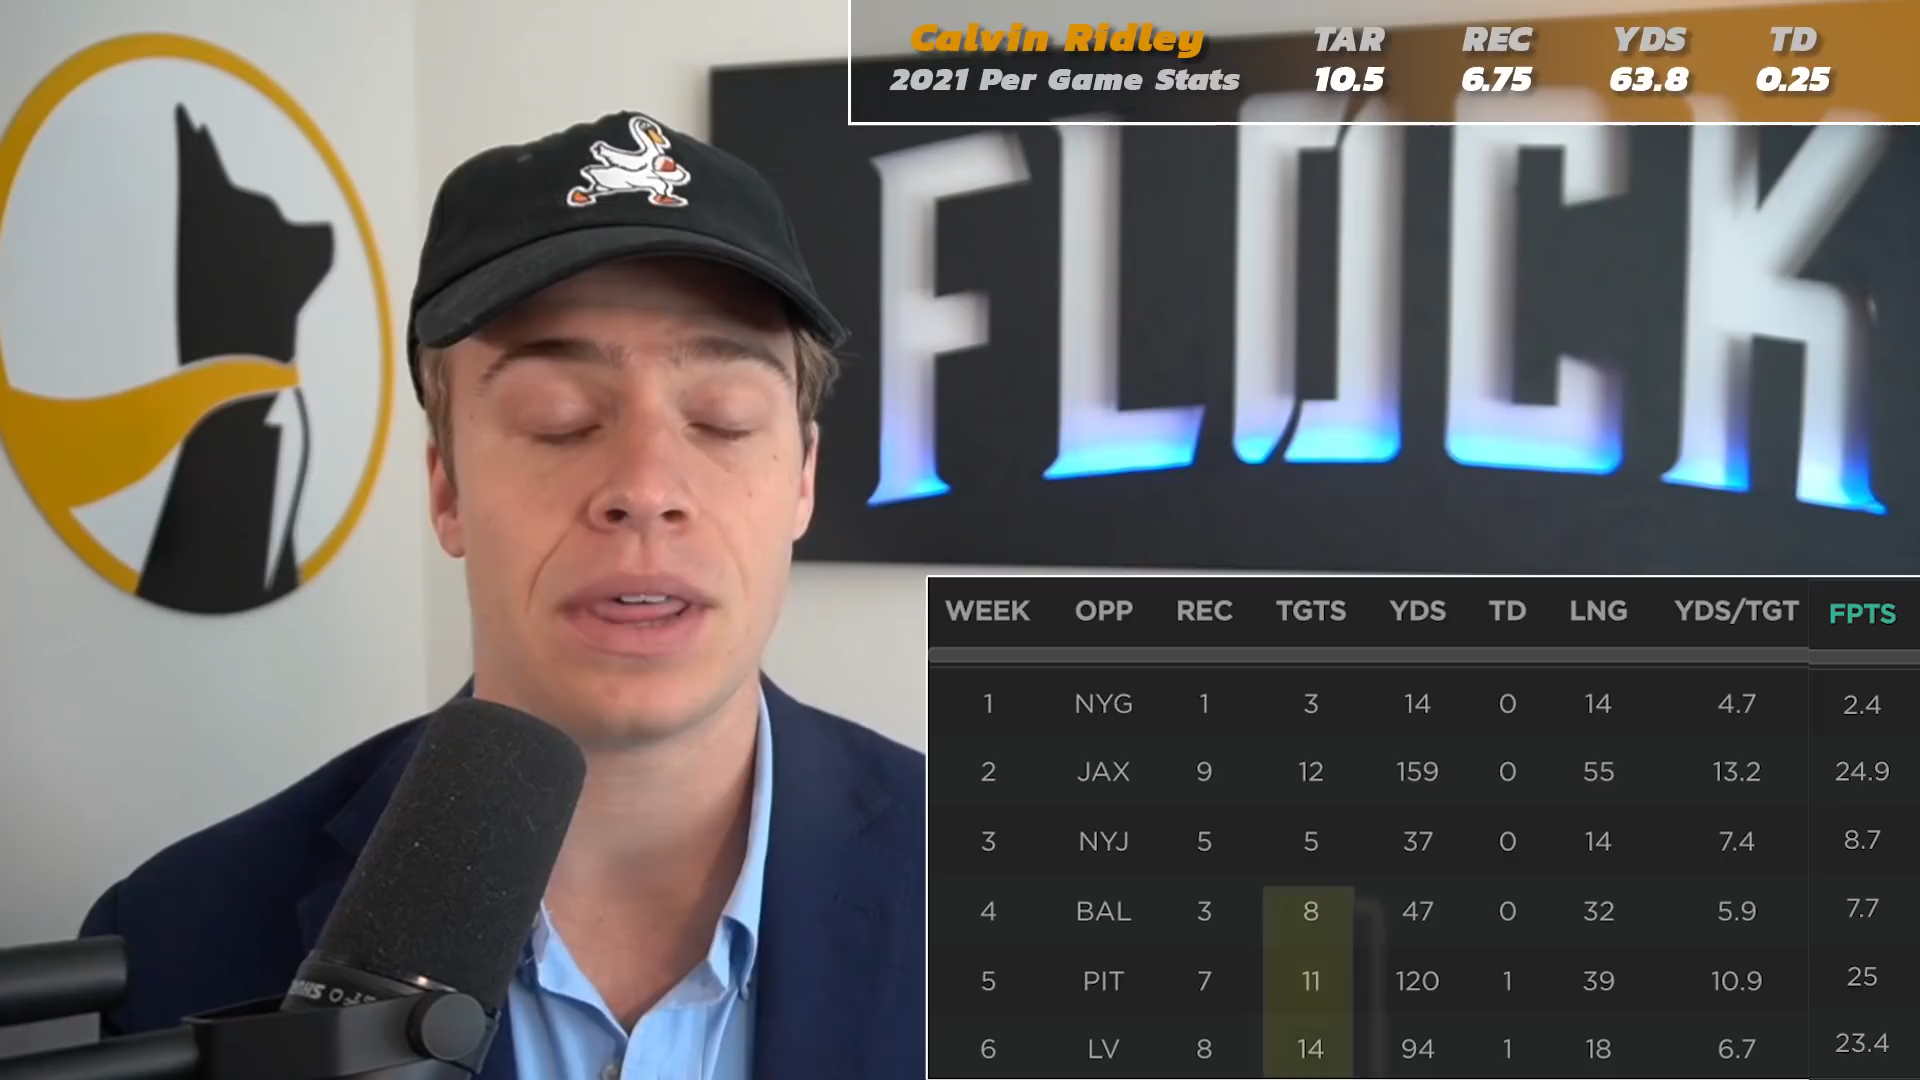 Calvin Ridley TAR REC YDS TD
2021 Per Game Stats 10.5 6.75 63.8 0.25
FLOCK
WEEK OPP REC TGTS YDS TD LNG YDS/TGT FPTS
1 NYG 1 3 14 0 14 4.7 2.4
2 JAX 9 12 159 0 55 13.2 24.9
3 NYJ 5 5 37 0 14 7.4 8.7
4 BAL 3 8 47 0 32 5.9 7.7
5 PIT 7 11 120 1 39 10.9 25
6 LV 8 14 94 1 18 6.7 23.4